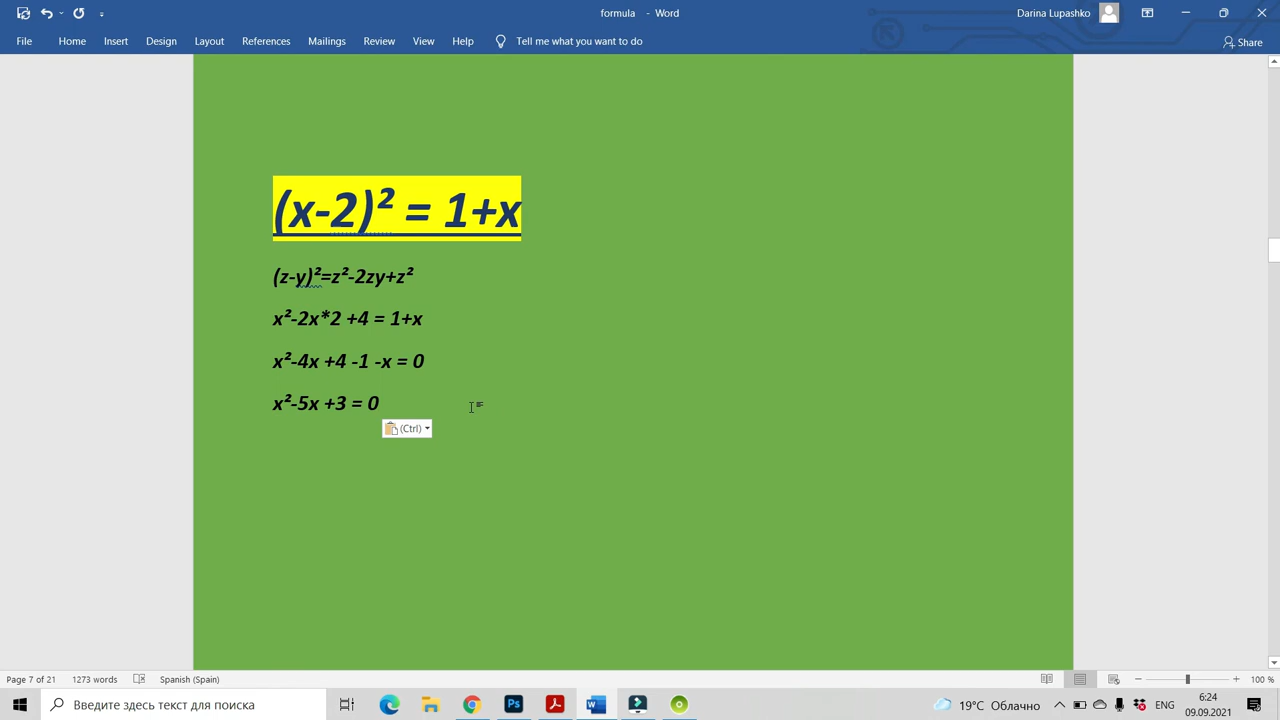 formula - Word
Darina Lupashko
File Home Insert Design Layout References Mailings Review View Help Tell me what you want to do Share
(x-2)² = 1+x
(z-y)²=z²-2zy+z²
x²-2x*2 +4 = 1+x
x²-4x +4 -1 -x = 0
x²-5x +3 = 0
(Ctrl)
Page 7 of 21 1273 words Spanish (Spain) 100 %
Введите здесь текст для поиска
19°C Облачно
ENG
6:24
09.09.2021